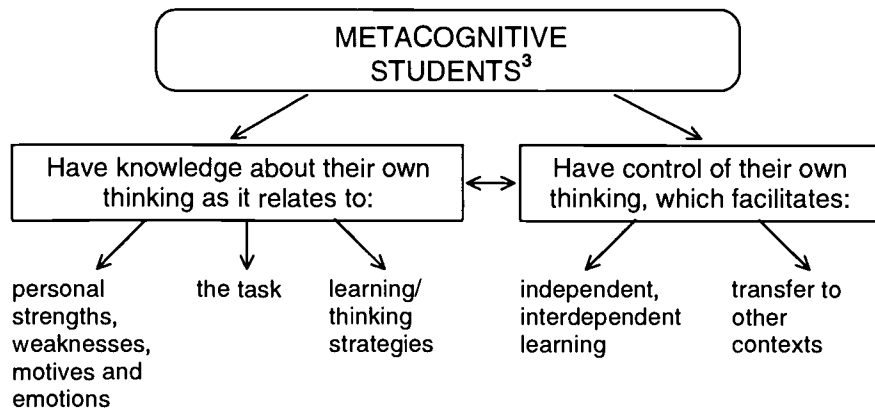 METACOGNITIVE
STUDENTS³
Have knowledge about their own
thinking as it relates to:
Have control of their own
thinking, which facilitates:
personal
strengths,
weaknesses,
motives and
emotions
the task
learning/
thinking
strategies
independent,
interdependent
learning
transfer to
other
contexts